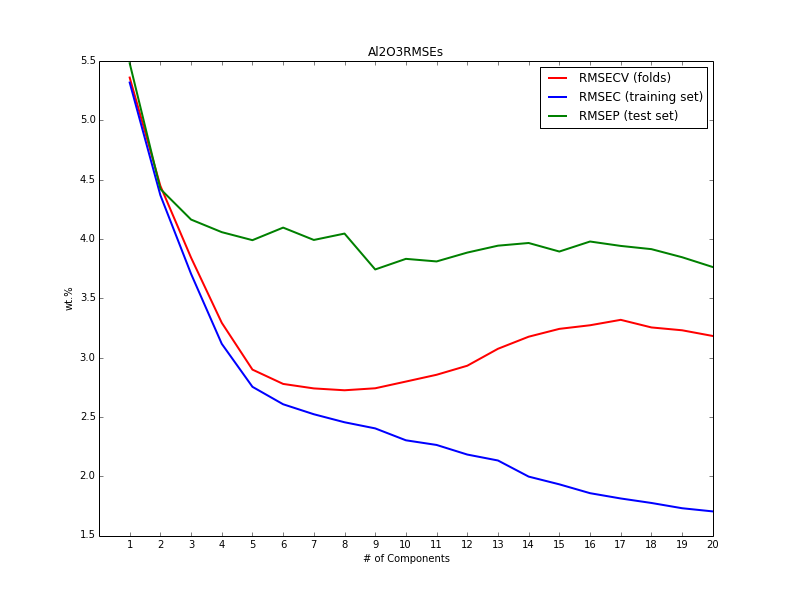 Al2O3RMSEs
5.5
5.0
4.5
4.0
3.5
3.0
2.5
2.0
1.5
wt.%
RMSECV (folds)
RMSEC (training set)
RMSEP (test set)
1 2 3 4 5 6 7 8 9 10 11 12 13 14 15 16 17 18 19 20
# of Components